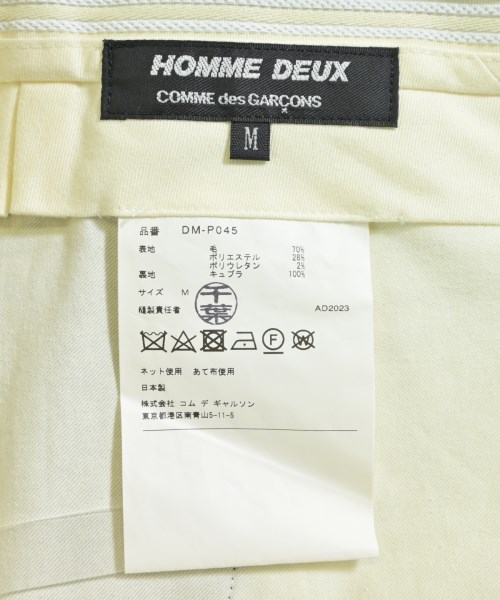 HOMME DEUX
COMME des GARÇONS
M
品番 DM-P045
表地 毛 70%
ポリエステル 28%
ポリウレタン 2%
裏地 キュプラ 100%
サイズ M
縫製責任者 千葉 AD2023
ネット使用 あて布使用
日本製
株式会社 コム デ ギャルソン
東京都港区南青山5-11-5